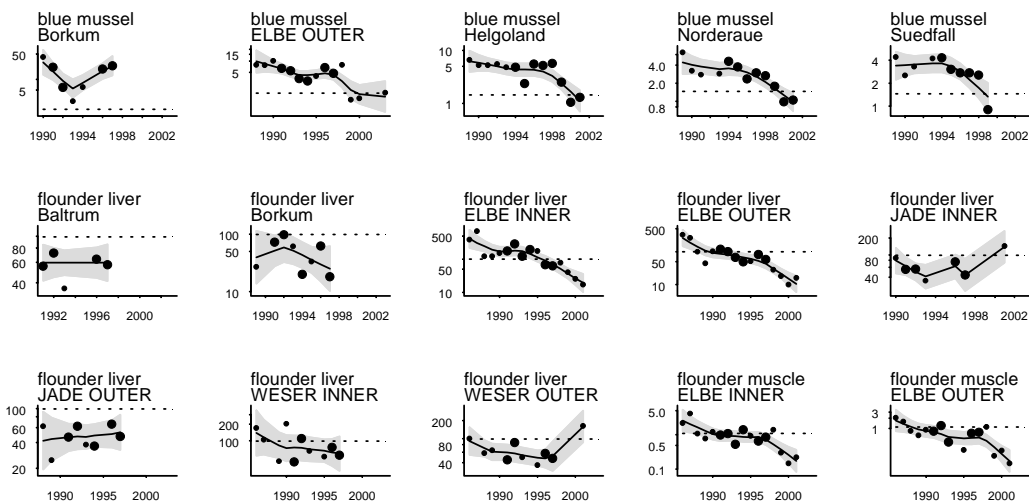 blue mussel
Borkum
50
5
1990 1994 1998 2002
blue mussel
ELBE OUTER
15
5
1990 1995 2000
blue mussel
Helgoland
10
5
1
1990 1994 1998 2002
blue mussel
Norderaue
4.0
2.0
0.8
1990 1994 1998 2002
blue mussel
Suedfall
4
2
1
1990 1994 1998 2002
flounder liver
Baltrum
80
60
40
1992 1996 2002
flounder liver
Borkum
100
50
10
1990 1994 1998 2002
flounder liver
ELBE INNER
500
50
10
1990 1995 2000
flounder liver
ELBE OUTER
500
50
10
1990 1995 2000
flounder liver
JADE INNER
200
80
40
1990 1994 1998 2002
flounder liver
JADE OUTER
100
60
40
20
1990 1995 2000
flounder liver
WESER INNER
200
100
40
1990 1995 2000
flounder liver
WESER OUTER
200
80
40
1990 1995 2000
flounder muscle
ELBE INNER
5.0
0.5
0.1
1990 1995 2000
flounder muscle
ELBE OUTER
3
1
1990 1995 2000